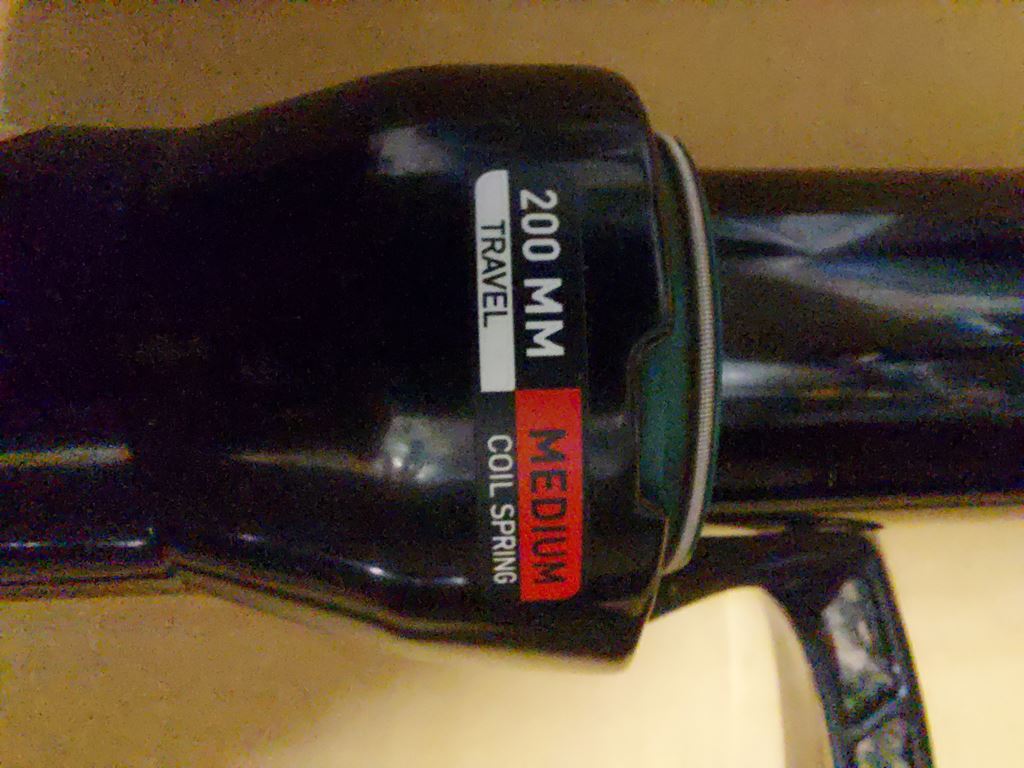 200 MM
TRAVEL
MEDIUM
COIL SPRING